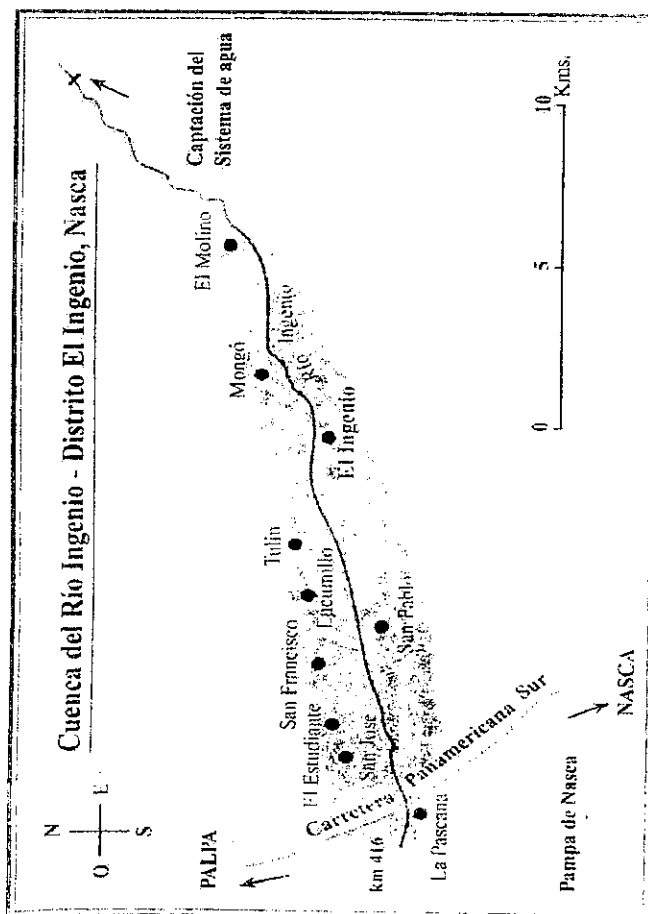 Cuenca del Río Ingenio - Distrito El Ingenio, Nasca
N
O E
S
Captación del
Sistema de agua
El Molino
Mongó
Río Ingenio
El Ingenio
Tulín
Lucumillo
San Francisco
San Pablo
El Estudiante
San José
PALPA
Carretera Panamericana Sur
km 416
La Pascana
NASCA
Pampa de Nasca
0 5 10
Kms.